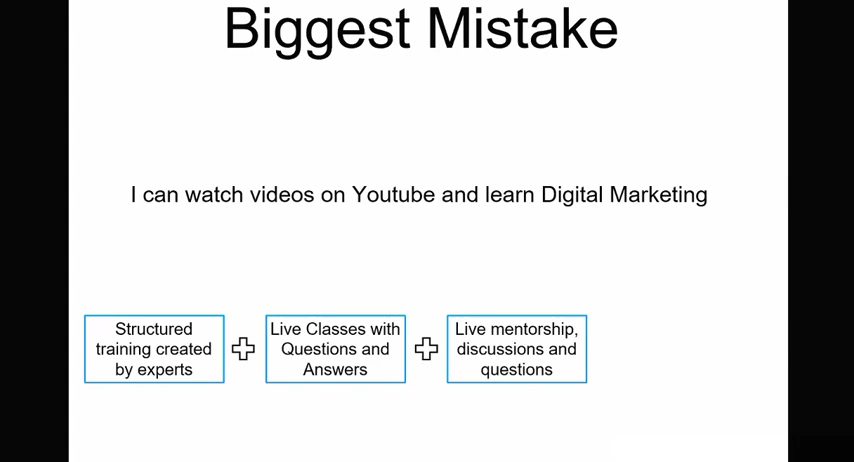 Biggest Mistake
I can watch videos on Youtube and learn Digital Marketing
Structured
training created
by experts
Live Classes with
Questions and
Answers
Live mentorship,
discussions and
questions